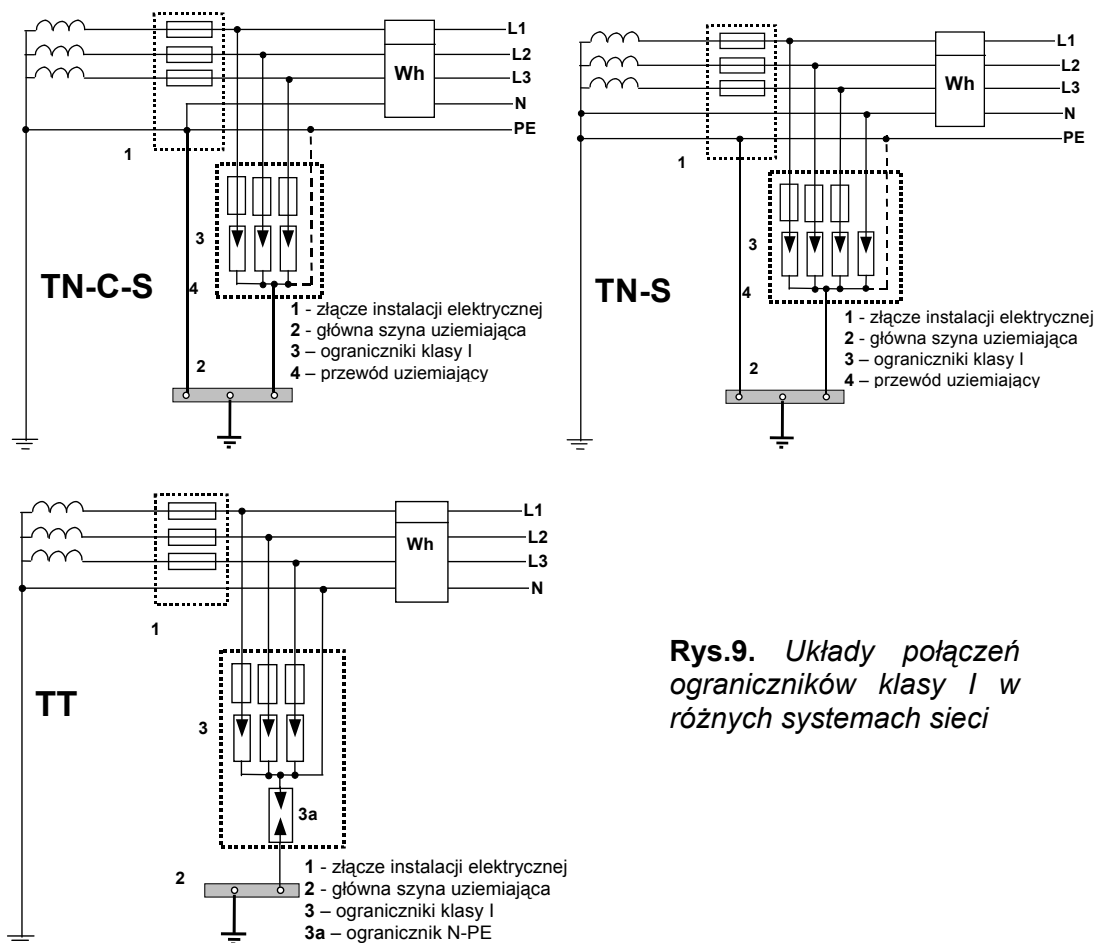 L1
L2
L3
N
PE
Wh
1
3
4
2
TN-C-S
1 - złącze instalacji elektrycznej
2 - główna szyna uziemiająca
3 – ograniczniki klasy I
4 – przewód uziemiający
L1
L2
L3
N
PE
Wh
1
3
4
2
TN-S
1 - złącze instalacji elektrycznej
2 - główna szyna uziemiająca
3 – ograniczniki klasy I
4 – przewód uziemiający
L1
L2
L3
N
Wh
1
TT
3
3a
2
1 - złącze instalacji elektrycznej
2 - główna szyna uziemiająca
3 – ograniczniki klasy I
3a – ogranicznik N-PE
Rys.9. Układy połączeń
ograniczników klasy I w
różnych systemach sieci